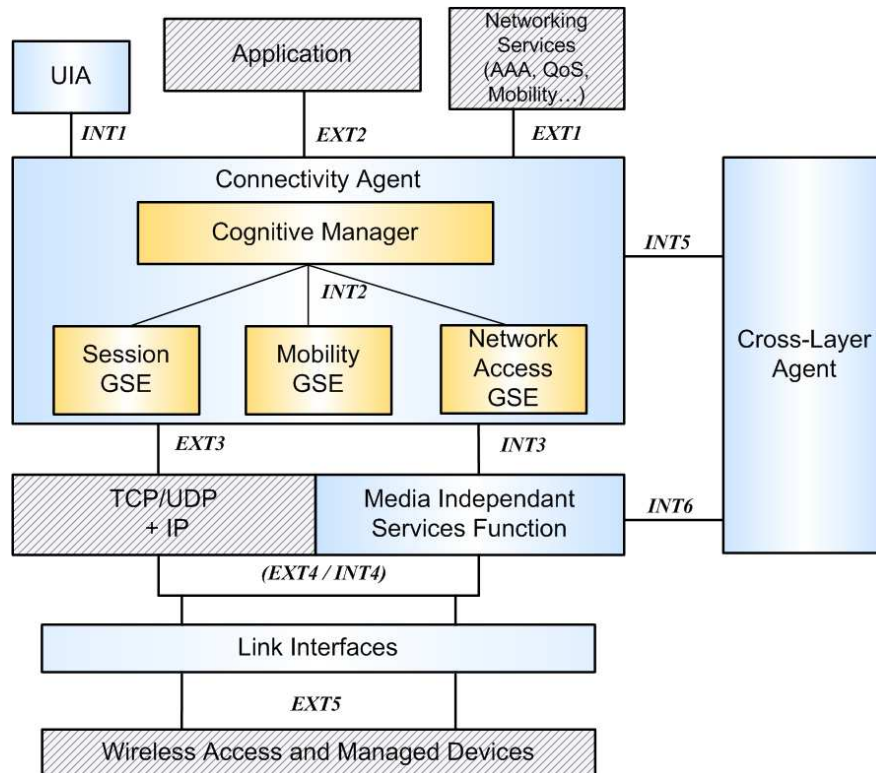 UIA
Application
Networking
Services
(AAA, QoS,
Mobility…)
INT1
EXT2
EXT1
Connectivity Agent
Cognitive Manager
INT5
INT2
Session
GSE
Mobility
GSE
Network
Access
GSE
Cross-Layer
Agent
EXT3
INT3
TCP/UDP
+ IP
Media Independant
Services Function
INT6
(EXT4 / INT4)
Link Interfaces
EXT5
Wireless Access and Managed Devices